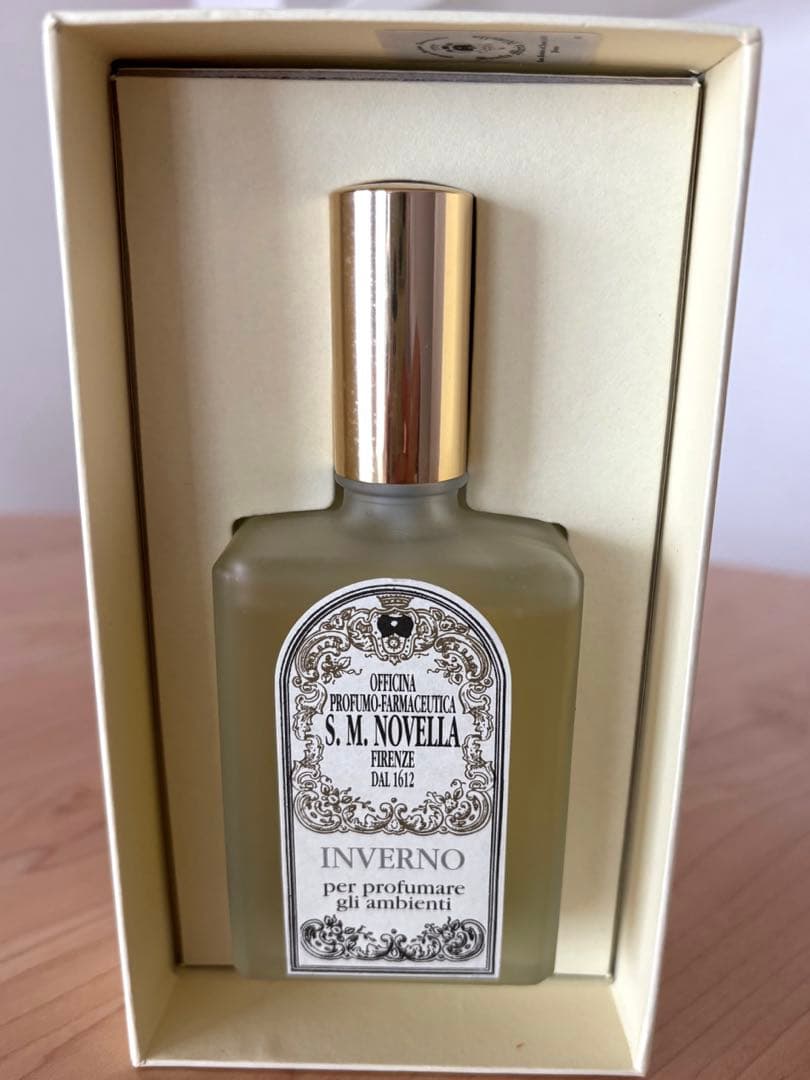 OFFICINA
PROFUMO-FARMACEUTICA
S. M. NOVELLA
FIRENZE
DAL 1612
INVERNO
per profumare
gli ambienti